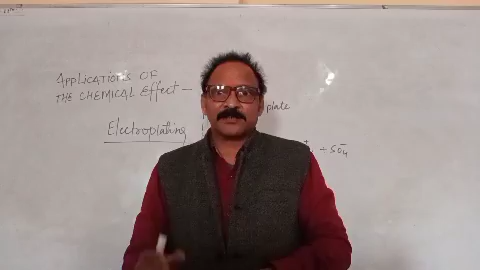 APPLICATIONS OF
THE CHEMICAL Effect —
plate
Electroplating
+ SO₄⁻